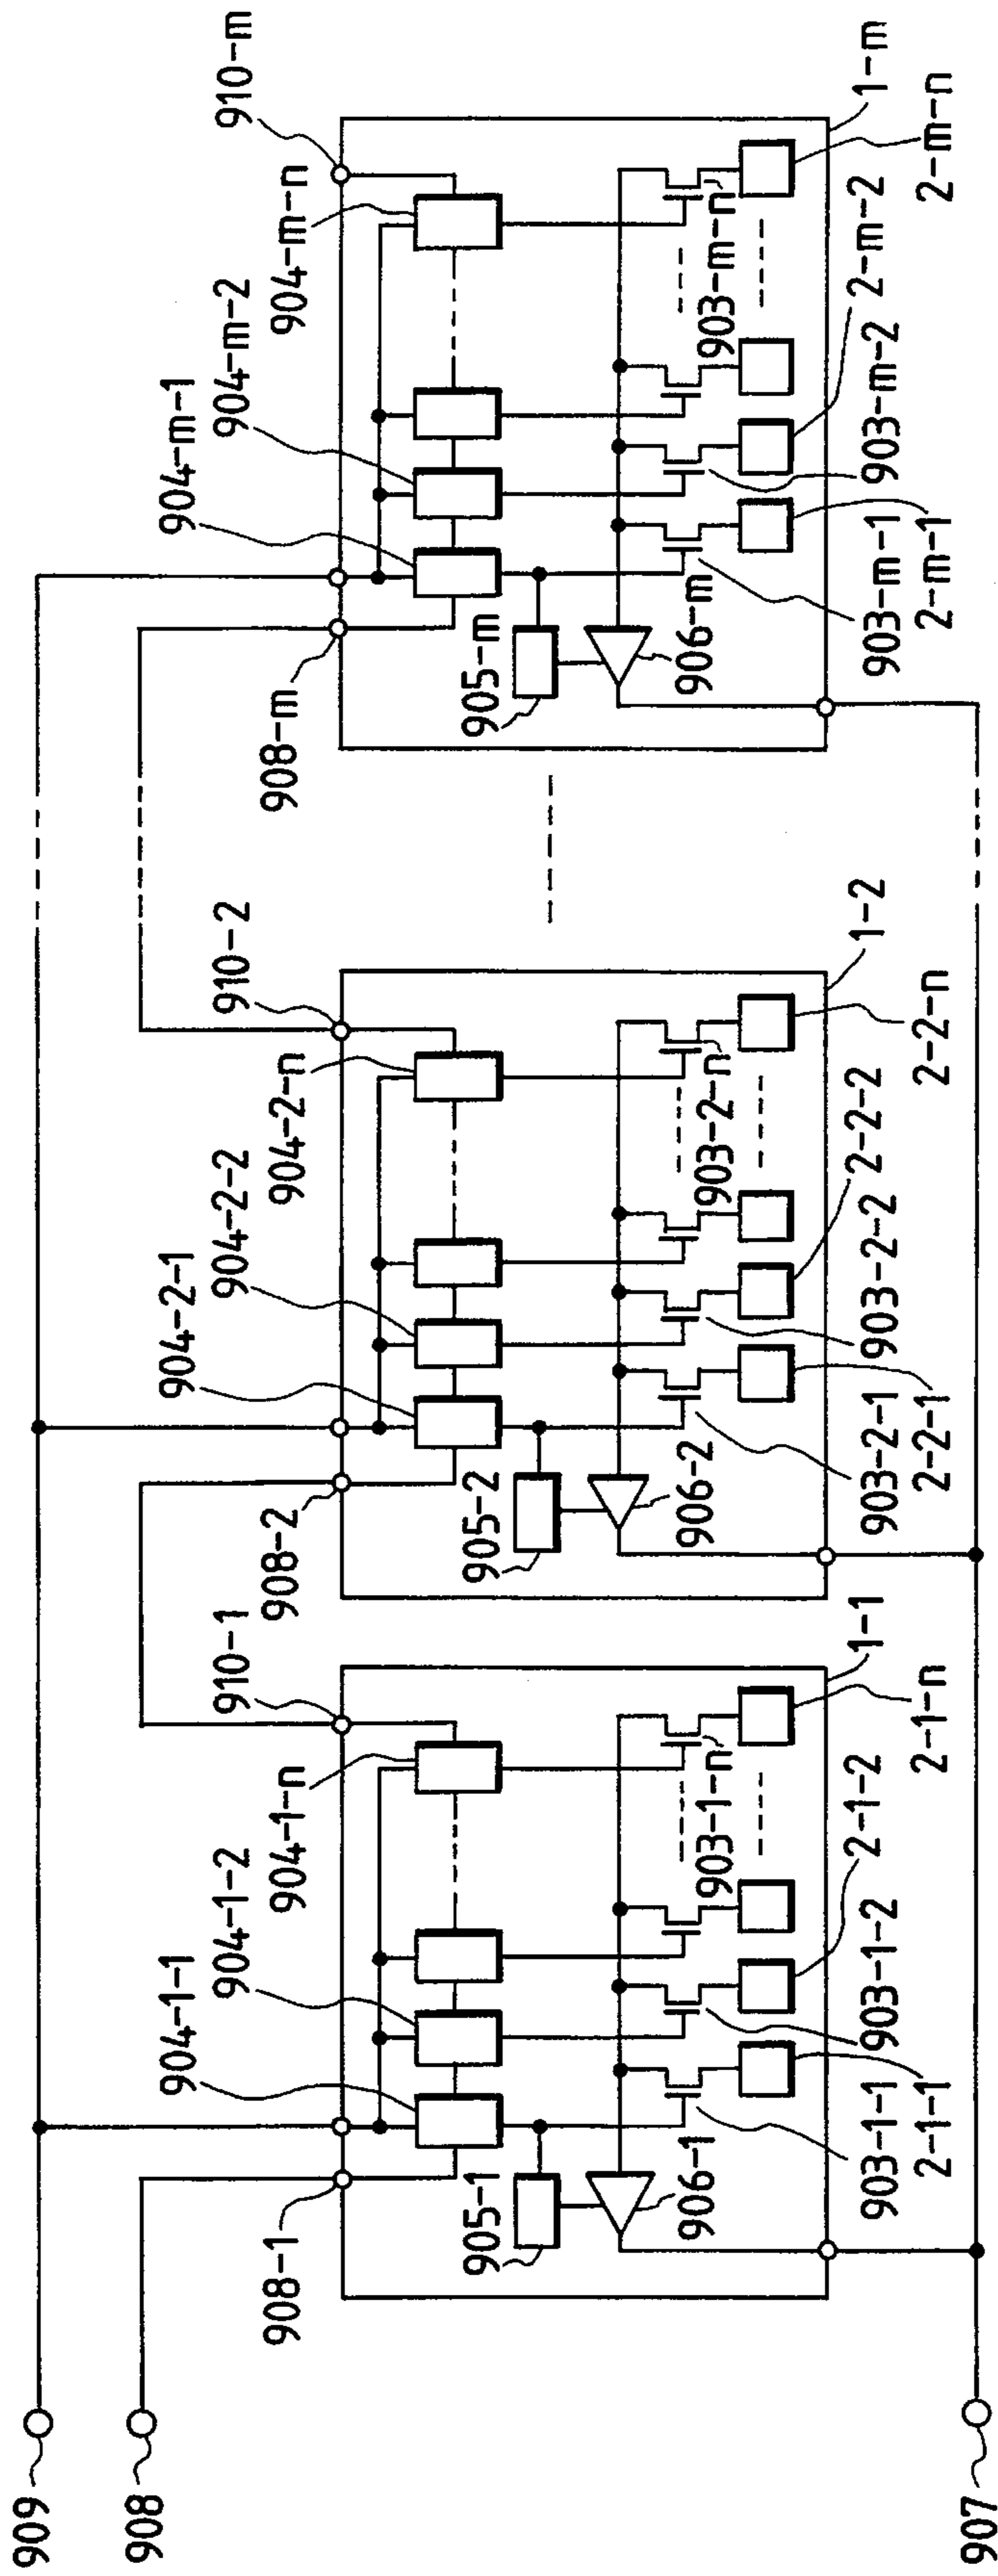 909
908
907
908-1
904-1-1
904-1-2
904-1-n
910-1
905-1
906-1
903-1-1
2-1-1
903-1-2
2-1-2
903-1-n
2-1-n
1-1
908-2
904-2-1
904-2-2
904-2-n
910-2
905-2
906-2
903-2-1
2-2-1
903-2-2
2-2-2
903-2-n
2-2-n
1-2
908-m
904-m-1
904-m-2
904-m-n
910-m
905-m
906-m
903-m-1
2-m-1
903-m-2
2-m-2
903-m-n
2-m-n
1-m